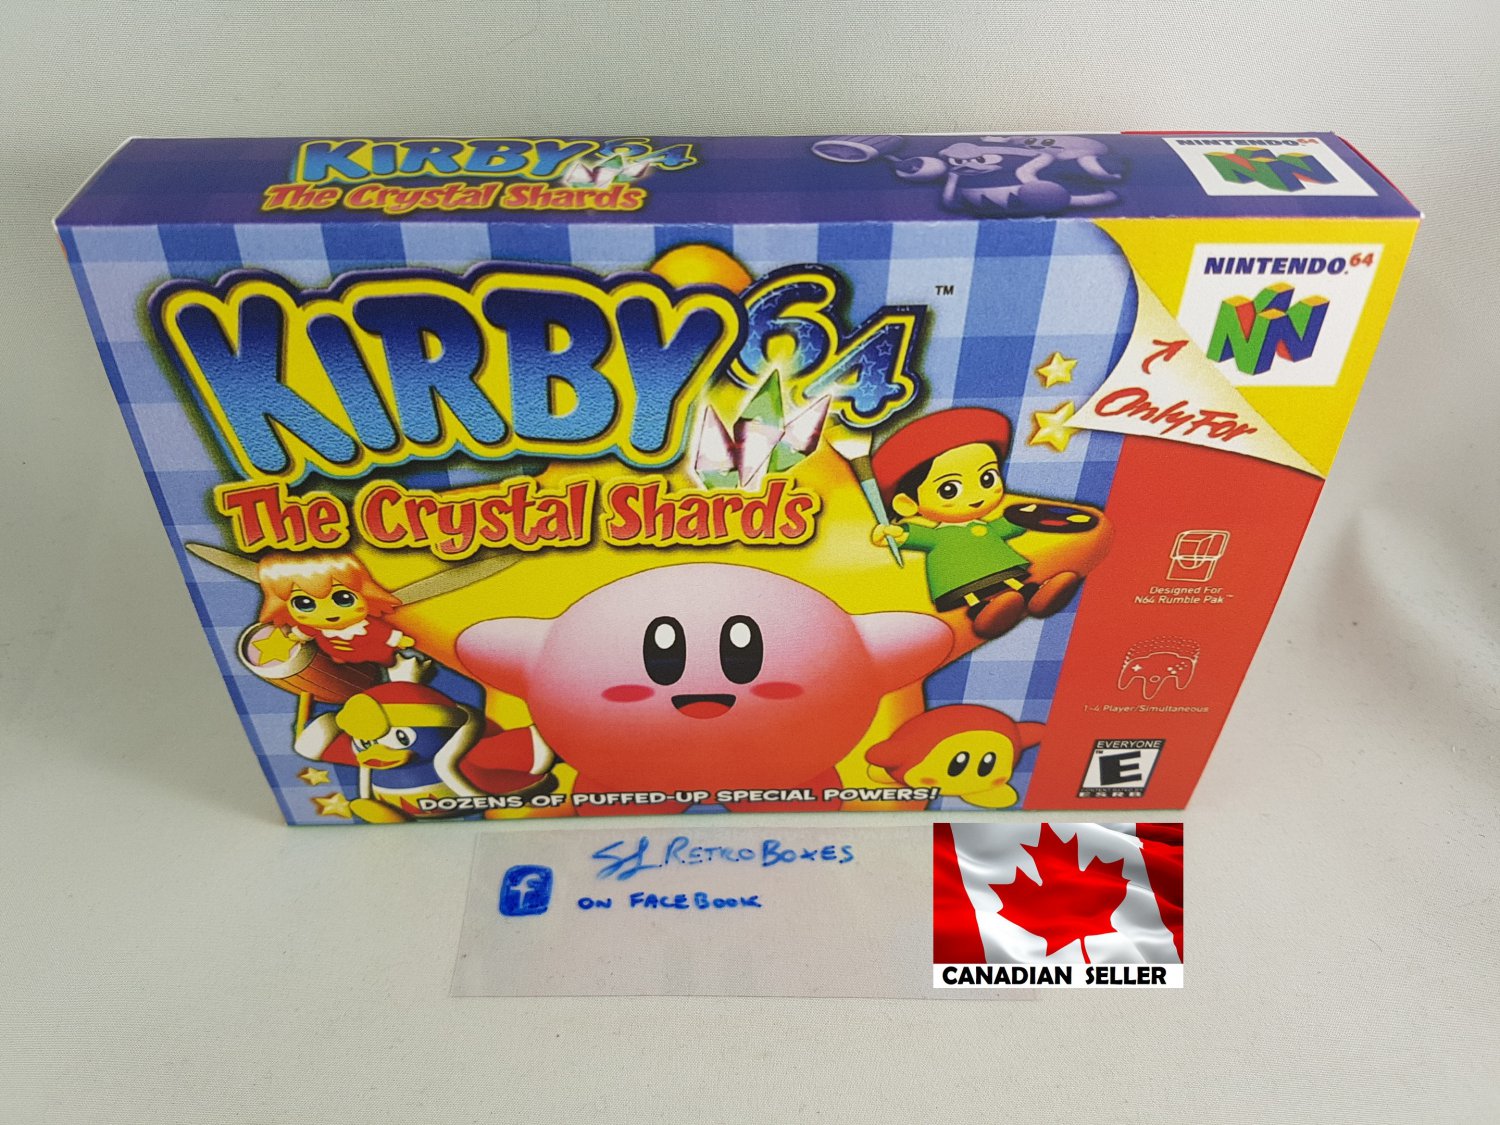 KIRBY 64
The Crystal Shards
NINTENDO 64
KIRBY 64 ™
The Crystal Shards
NINTENDO 64
Only For
Designed For
N64 Rumble Pak™
1-4 Player/Simultaneous
EVERYONE
E
ESRB
DOZENS OF PUFFED-UP SPECIAL POWERS!
SL RETRO BOXES
f ON FACEBOOK
CANADIAN SELLER